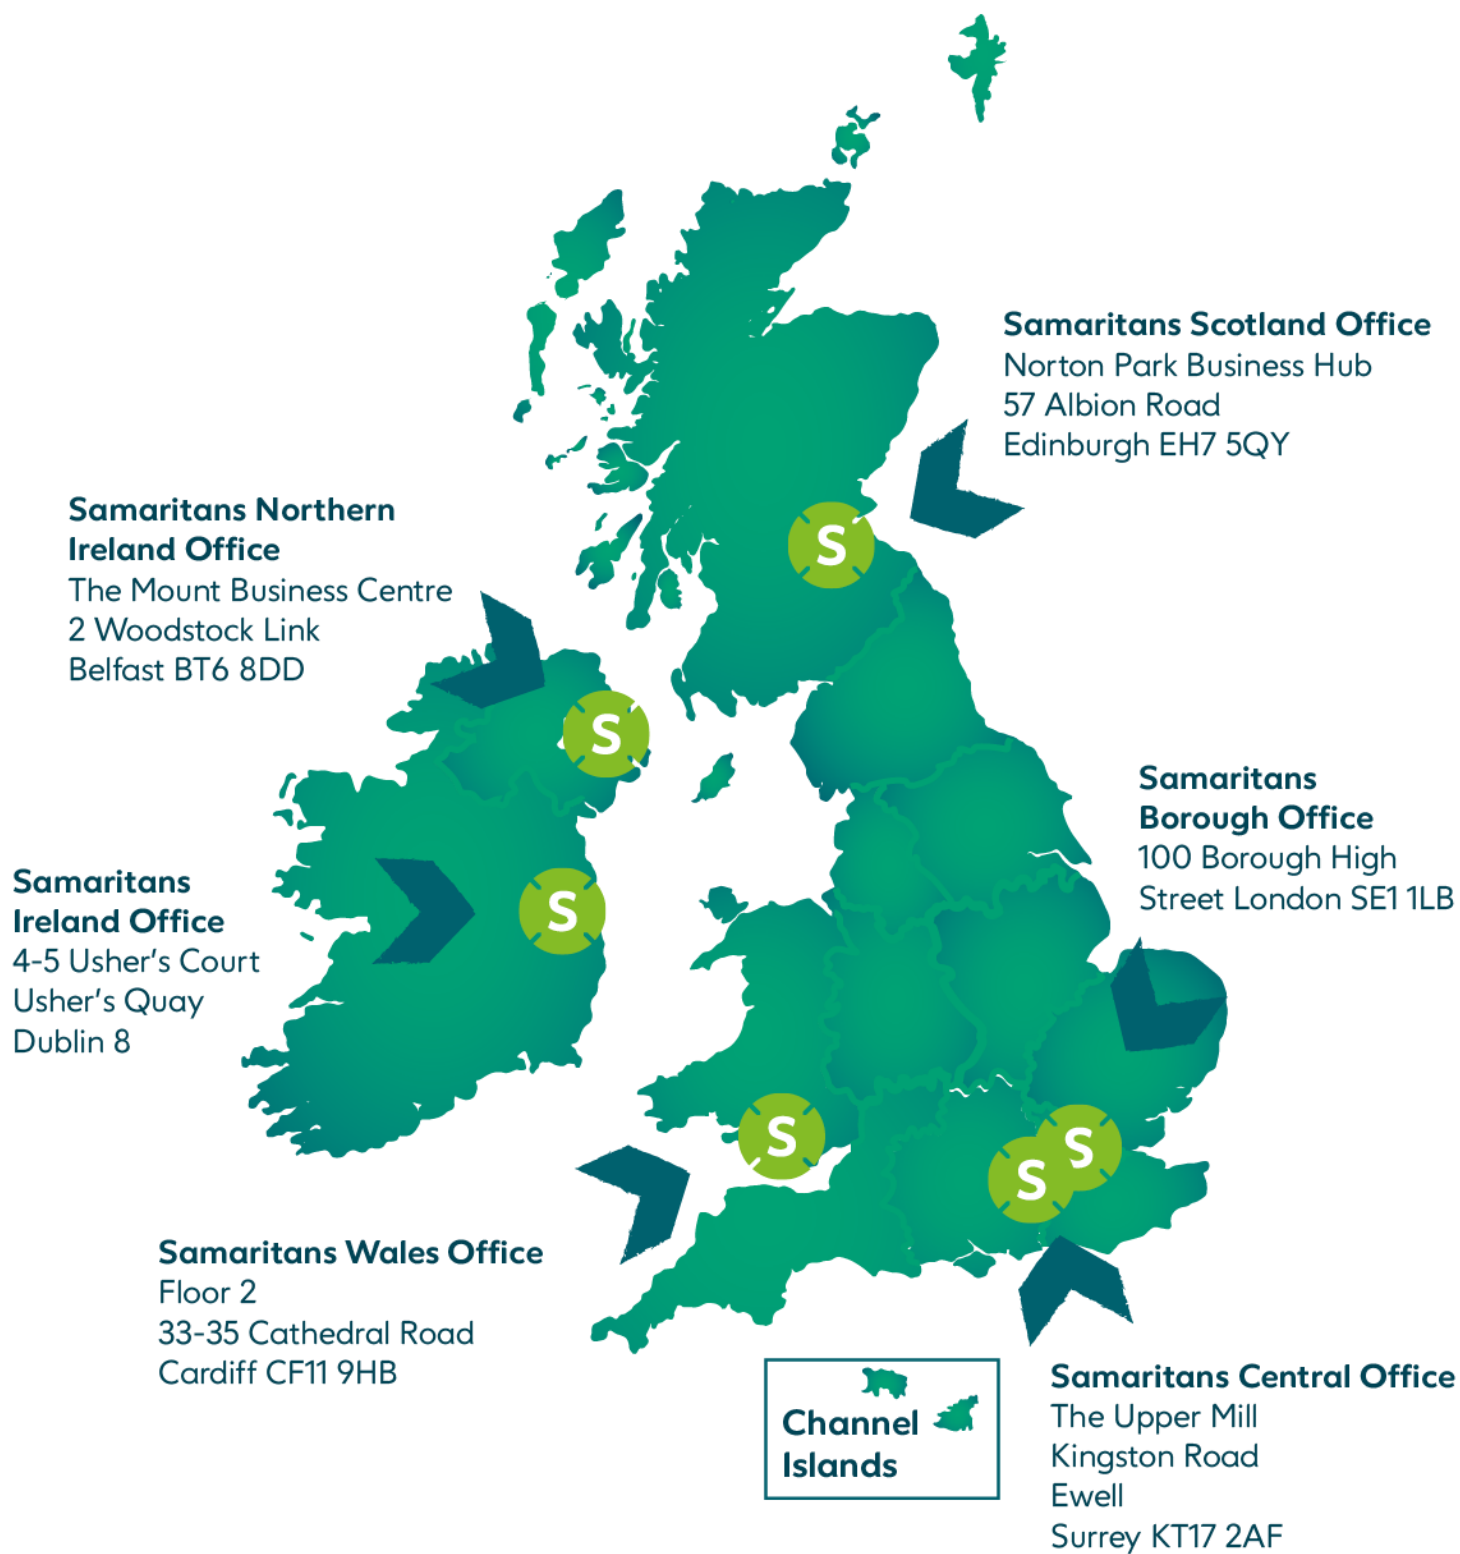 Samaritans Scotland Office
Norton Park Business Hub
57 Albion Road
Edinburgh EH7 5QY
Samaritans Northern
Ireland Office
The Mount Business Centre
2 Woodstock Link
Belfast BT6 8DD
Samaritans
Borough Office
100 Borough High
Street London SE1 1LB
Samaritans
Ireland Office
4-5 Usher’s Court
Usher’s Quay
Dublin 8
Samaritans Wales Office
Floor 2
33-35 Cathedral Road
Cardiff CF11 9HB
Channel
Islands
Samaritans Central Office
The Upper Mill
Kingston Road
Ewell
Surrey KT17 2AF
S
S
S
S
S
S